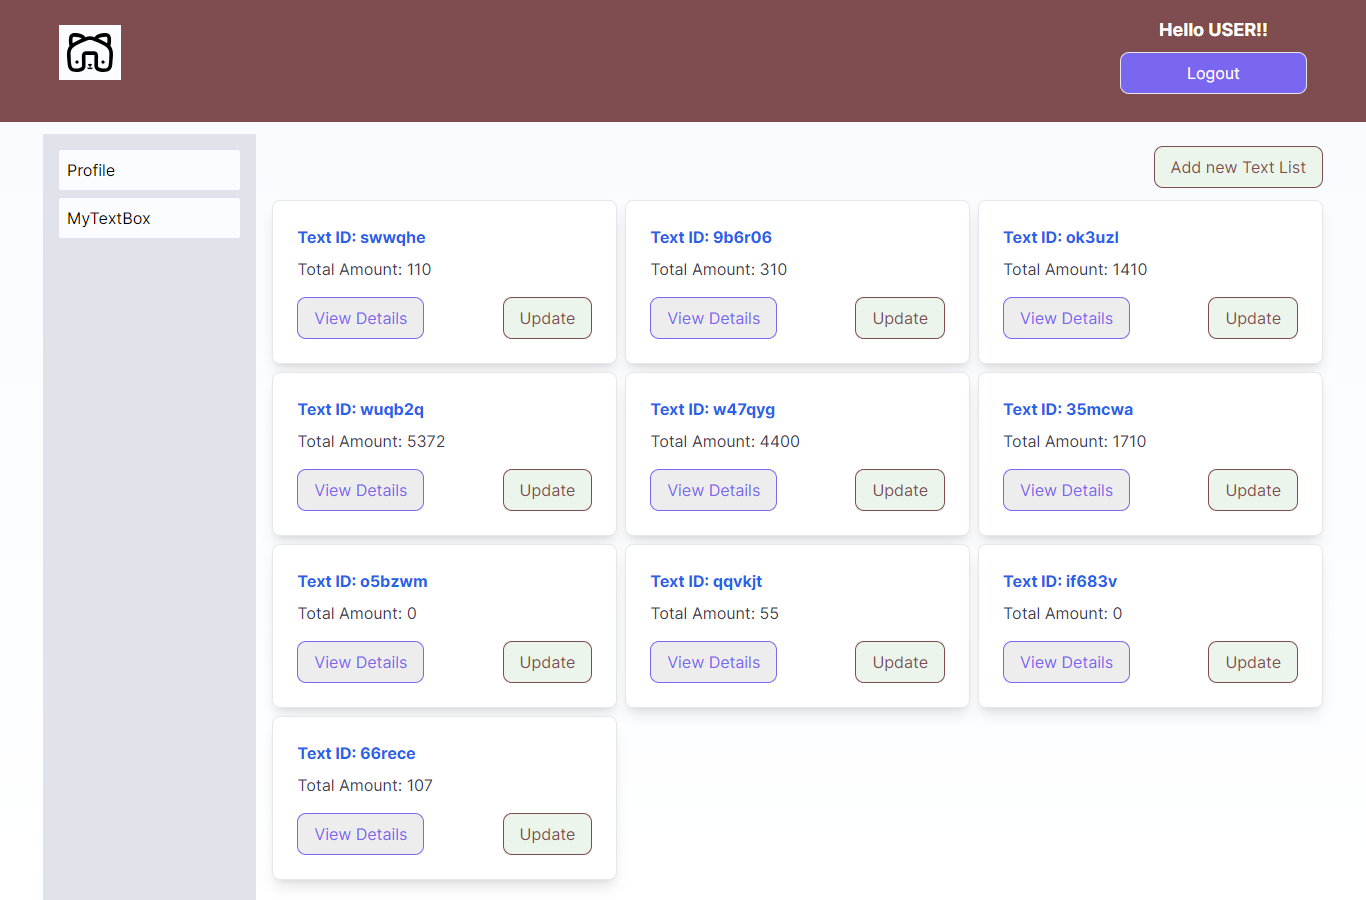 Hello USER!!
Logout
Profile
MyTextBox
Add new Text List
Text ID: swwqhe
Total Amount: 110
View Details
Update
Text ID: 9b6r06
Total Amount: 310
View Details
Update
Text ID: ok3uzl
Total Amount: 1410
View Details
Update
Text ID: wuqb2q
Total Amount: 5372
View Details
Update
Text ID: w47qyg
Total Amount: 4400
View Details
Update
Text ID: 35mcwa
Total Amount: 1710
View Details
Update
Text ID: o5bzwm
Total Amount: 0
View Details
Update
Text ID: qqvkjt
Total Amount: 55
View Details
Update
Text ID: if683v
Total Amount: 0
View Details
Update
Text ID: 66rece
Total Amount: 107
View Details
Update